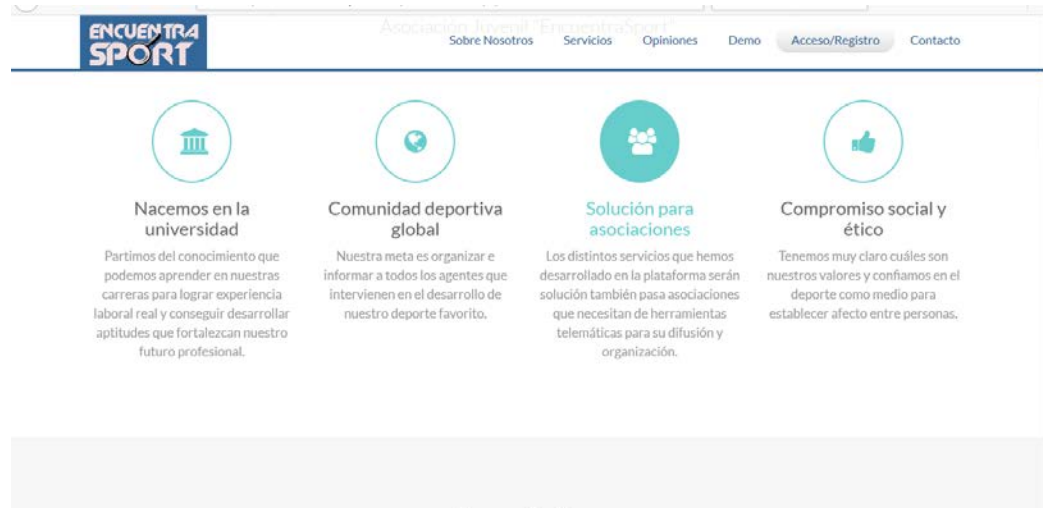 Asociación Juvenil "EncuentraSport"
ENCUENTRA
SPORT
Sobre Nosotros Servicios Opiniones Demo Acceso/Registro Contacto
Nacemos en la
universidad
Partimos del conocimiento que
podemos aprender en nuestras
carreras para lograr experiencia
laboral real y conseguir desarrollar
aptitudes que fortalezcan nuestro
futuro profesional.
Comunidad deportiva
global
Nuestra meta es organizar e
informar a todos los agentes que
intervienen en el desarrollo de
nuestro deporte favorito.
Solución para
asociaciones
Los distintos servicios que hemos
desarrollado en la plataforma serán
solución también pasa asociaciones
que necesitan de herramientas
telemáticas para su difusión y
organización.
Compromiso social y
ético
Tenemos muy claro cuáles son
nuestros valores y confiamos en el
deporte como medio para
establecer afecto entre personas.